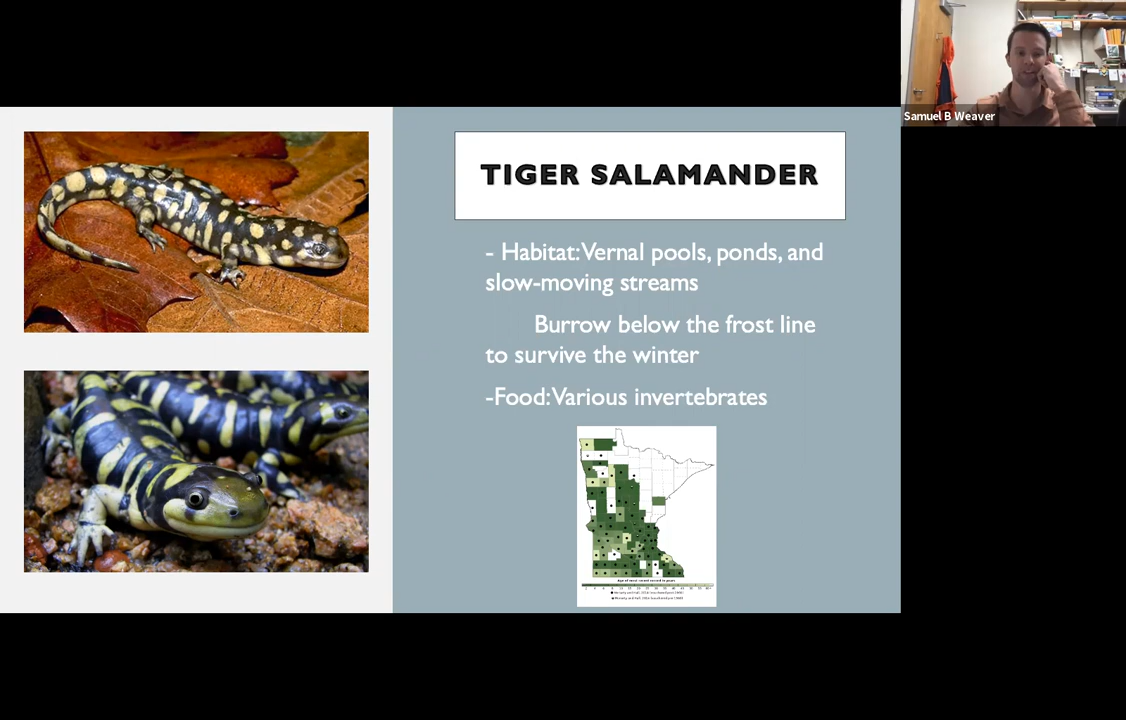 Samuel B Weaver
TIGER SALAMANDER
- Habitat: Vernal pools, ponds, and
slow-moving streams
Burrow below the frost line
to survive the winter
-Food: Various invertebrates